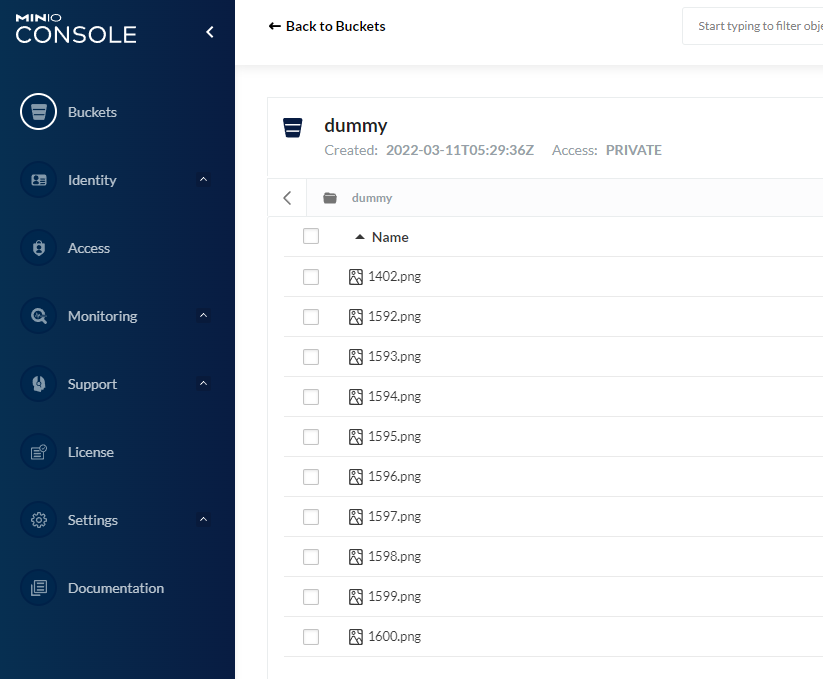 MINIO
CONSOLE
Buckets
Identity
Access
Monitoring
Support
License
Settings
Documentation
← Back to Buckets
Start typing to filter obje
dummy
Created: 2022-03-11T05:29:36Z Access: PRIVATE
dummy
Name
1402.png
1592.png
1593.png
1594.png
1595.png
1596.png
1597.png
1598.png
1599.png
1600.png